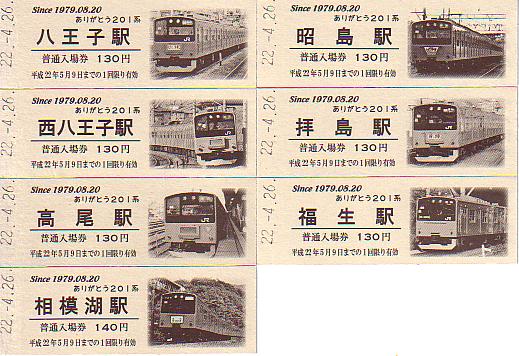 22.-4.26.
Since 1979.08.20
ありがとう201系
八王子駅
普通入場券 130円
平成22年5月9日までの1回限り有効
22.-4.26.
Since 1979.08.20
ありがとう201系
昭島駅
普通入場券 130円
平成22年5月9日までの1回限り有効
22.-4.26.
Since 1979.08.20
ありがとう201系
西八王子駅
普通入場券 130円
平成22年5月9日までの1回限り有効
22.-4.26.
Since 1979.08.20
ありがとう201系
拝島駅
普通入場券 130円
平成22年5月9日までの1回限り有効
22.-4.26.
Since 1979.08.20
ありがとう201系
高尾駅
普通入場券 130円
平成22年5月9日までの1回限り有効
22.-4.26.
Since 1979.08.20
ありがとう201系
福生駅
普通入場券 130円
平成22年5月9日までの1回限り有効
22.-4.26.
Since 1979.08.20
ありがとう201系
相模湖駅
普通入場券 140円
平成22年5月9日までの1回限り有効